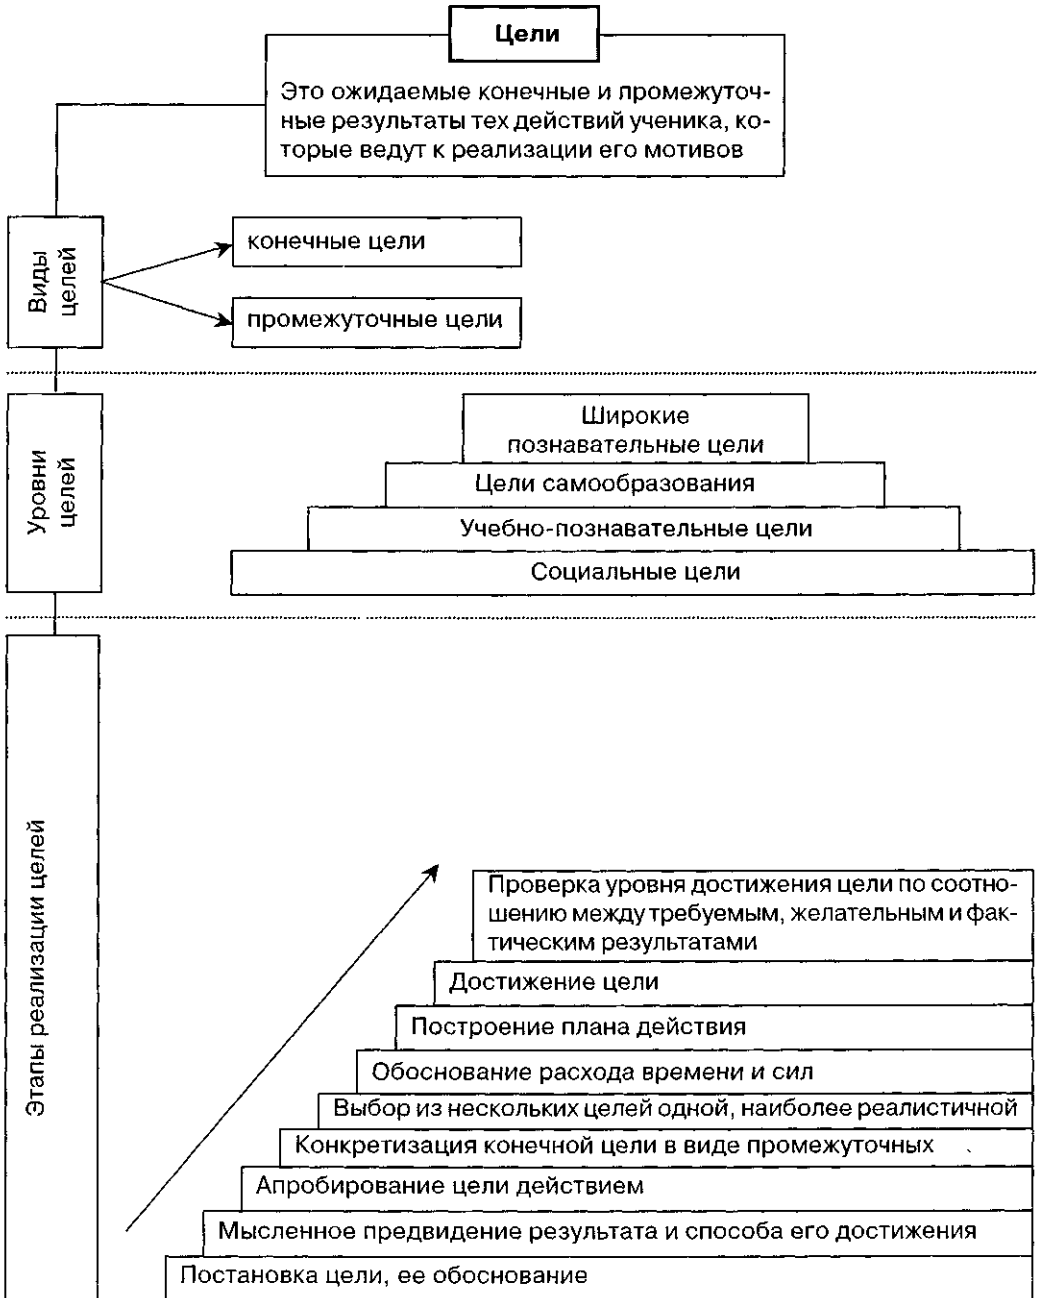 Цели
Это ожидаемые конечные и промежуточ-
ные результаты тех действий ученика, ко-
торые ведут к реализации его мотивов
Виды
целей
конечные цели
промежуточные цели
Уровни
целей
Широкие
познавательные цели
Цели самообразования
Учебно-познавательные цели
Социальные цели
Этапы реализации целей
Проверка уровня достижения цели по соотно-
шению между требуемым, желательным и фак-
тическим результатами
Достижение цели
Построение плана действия
Обоснование расхода времени и сил
Выбор из нескольких целей одной, наиболее реалистичной
Конкретизация конечной цели в виде промежуточных
Апробирование цели действием
Мысленное предвидение результата и способа его достижения
Постановка цели, ее обоснование